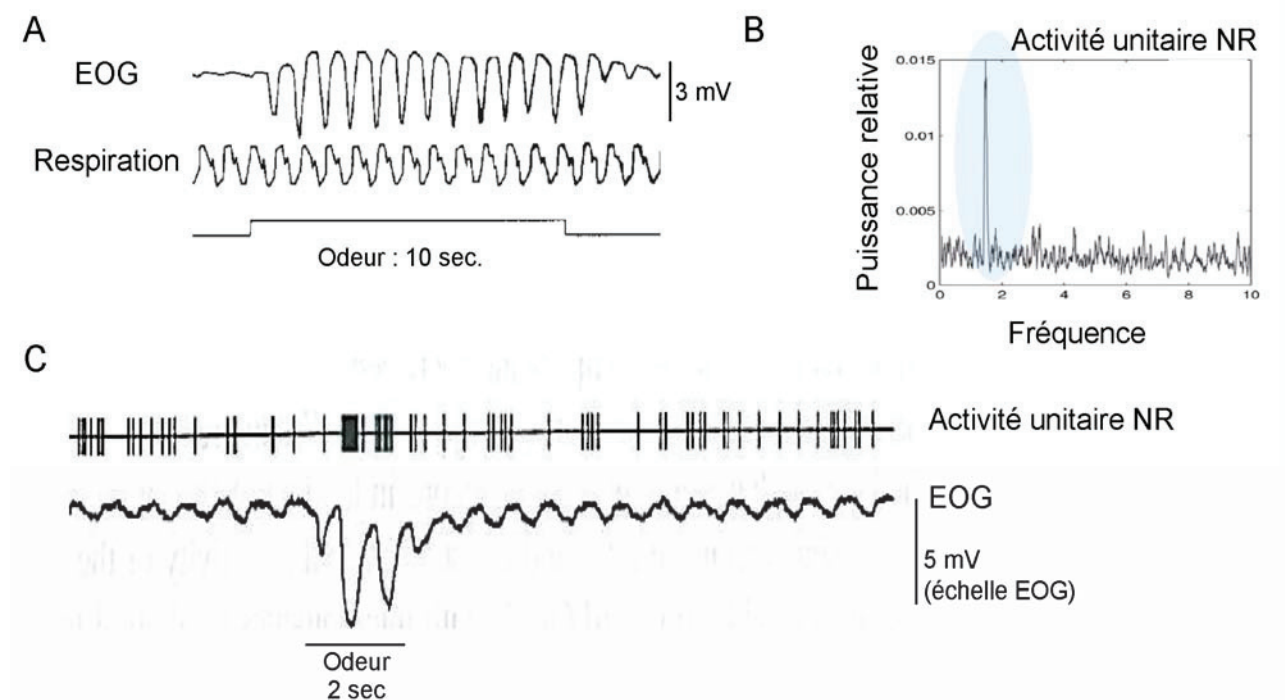 A
EOG
3 mV
Respiration
Odeur : 10 sec.
B
Activité unitaire NR
Puissance relative
0.015
0.01
0.005
0
0 2 4 6 8 10
Fréquence
C
Activité unitaire NR
EOG
5 mV
(échelle EOG)
Odeur
2 sec